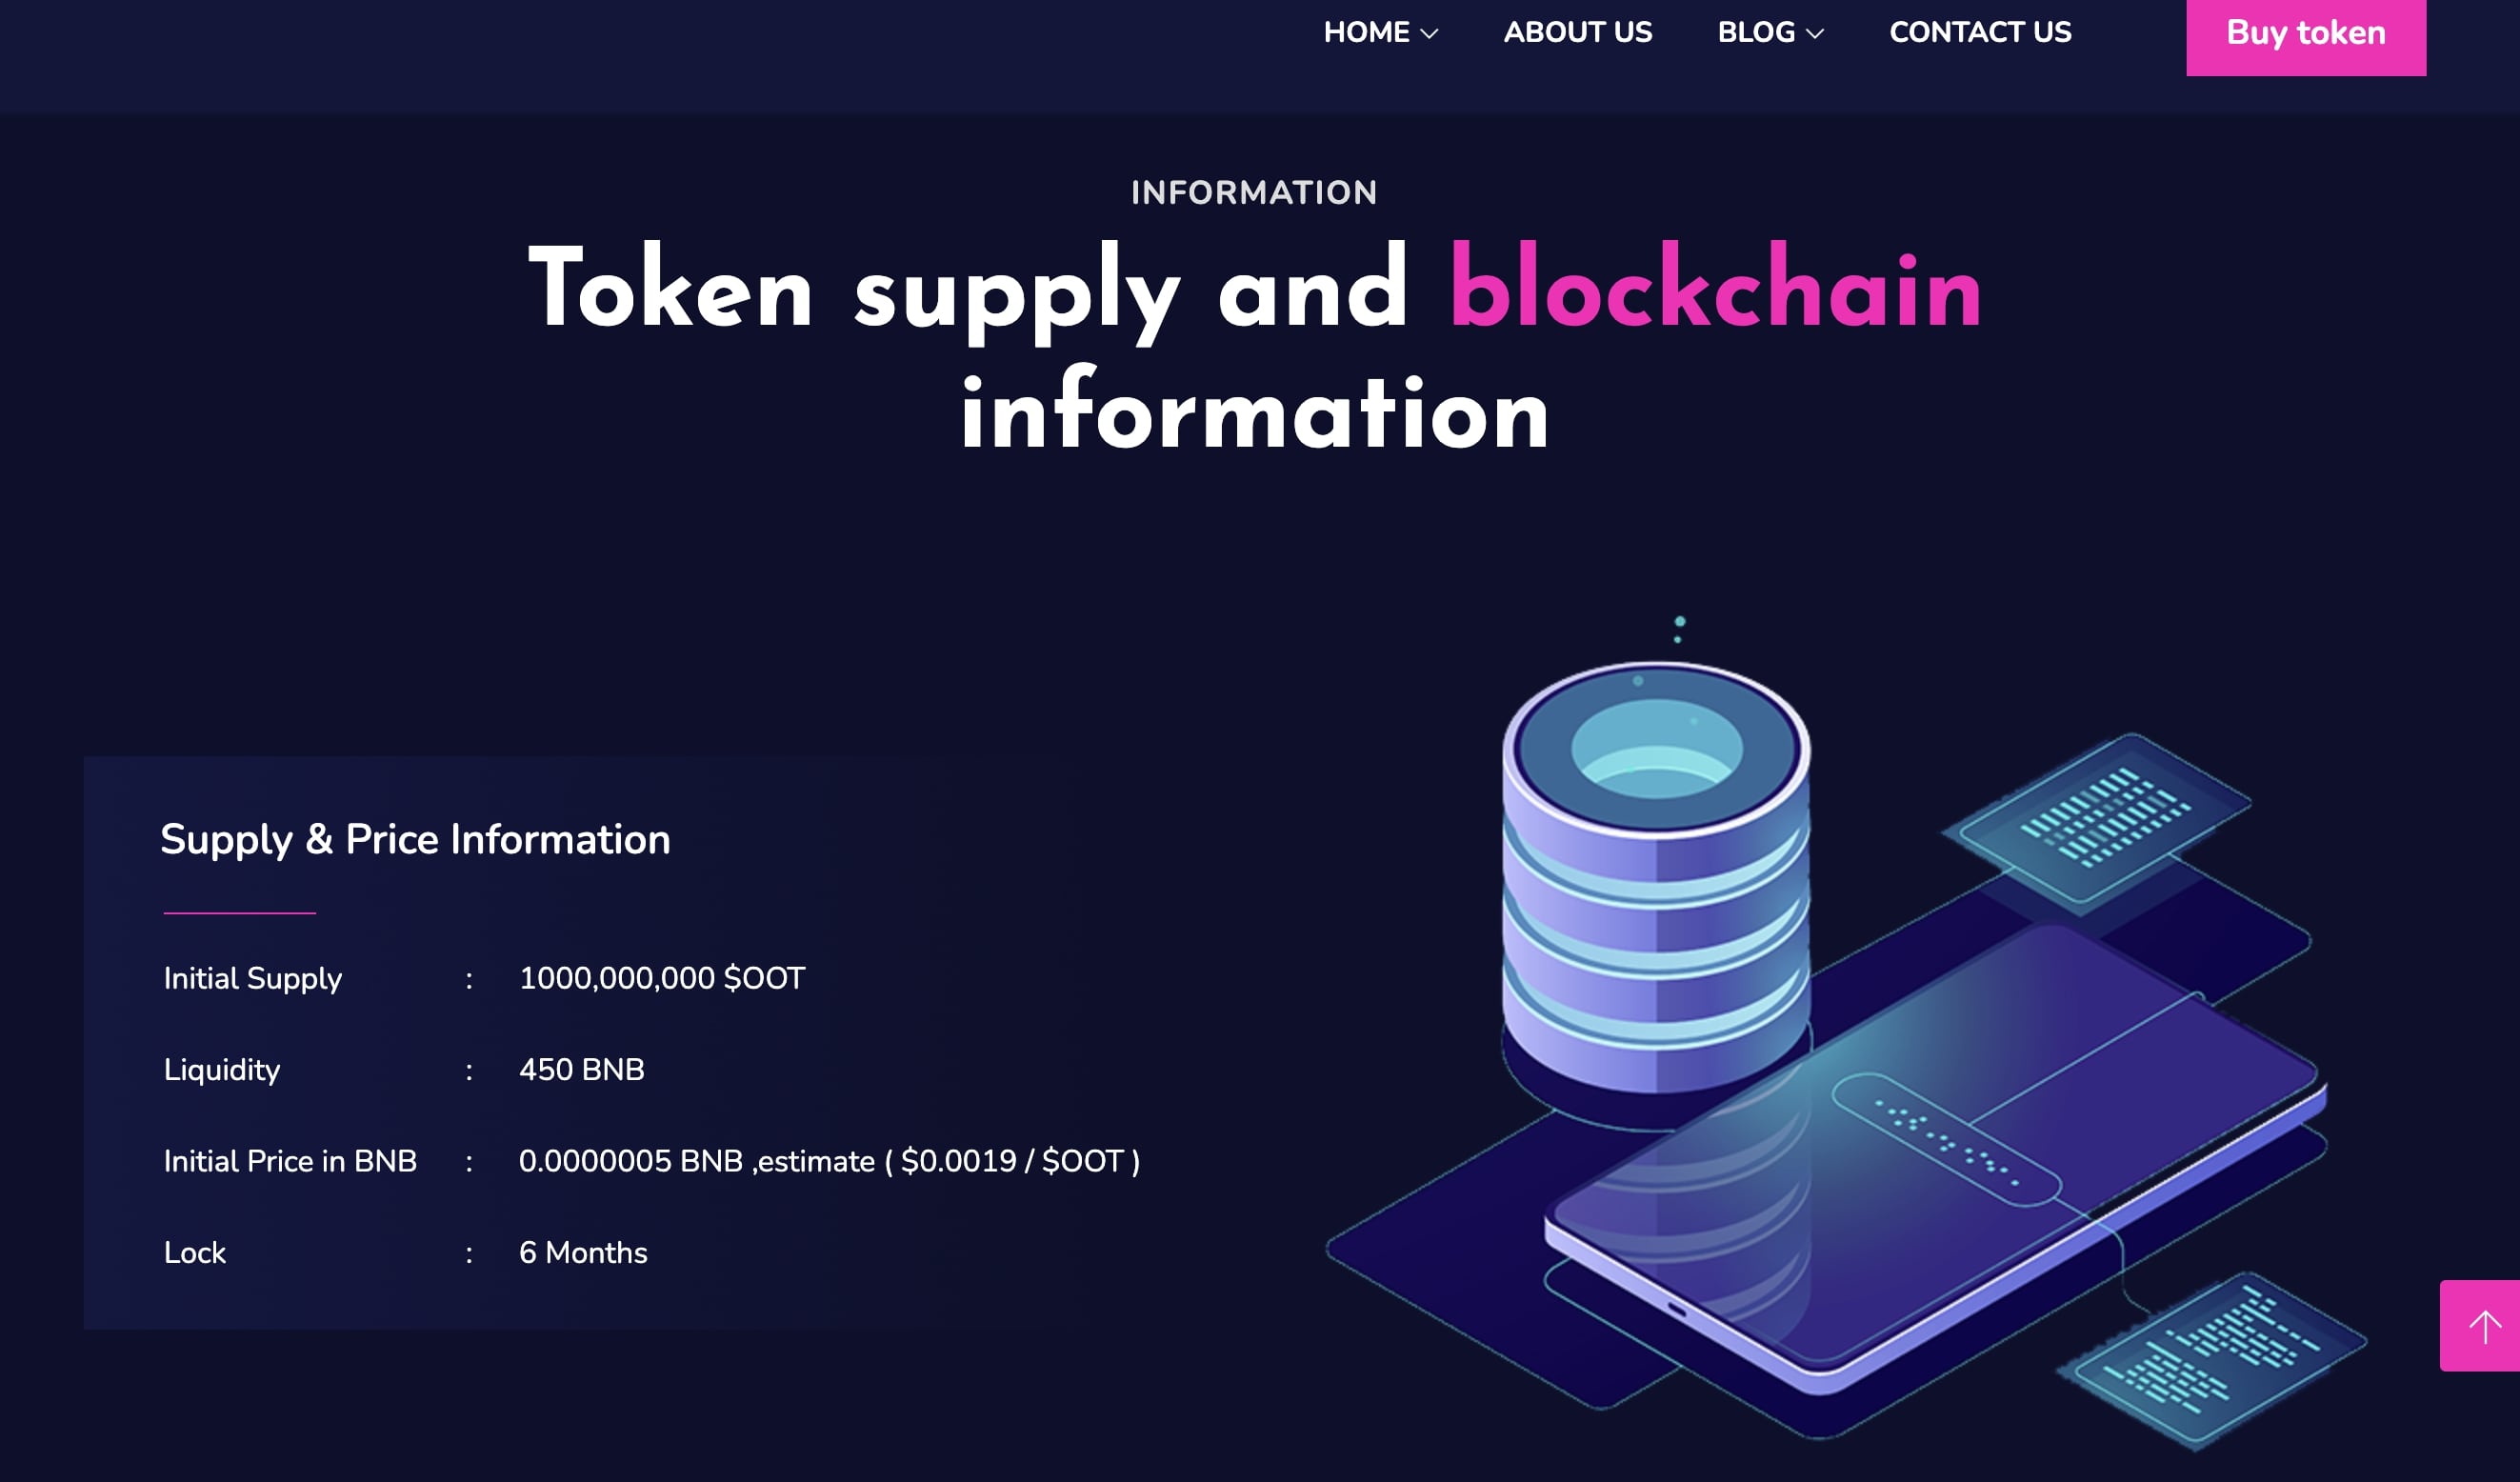 HOME ABOUT US BLOG CONTACT US Buy token
INFORMATION
Token supply and blockchain
information
Supply & Price Information
Initial Supply : 1000,000,000 $OOT
Liquidity : 450 BNB
Initial Price in BNB : 0.0000005 BNB ,estimate ( $0.0019 / $OOT )
Lock : 6 Months